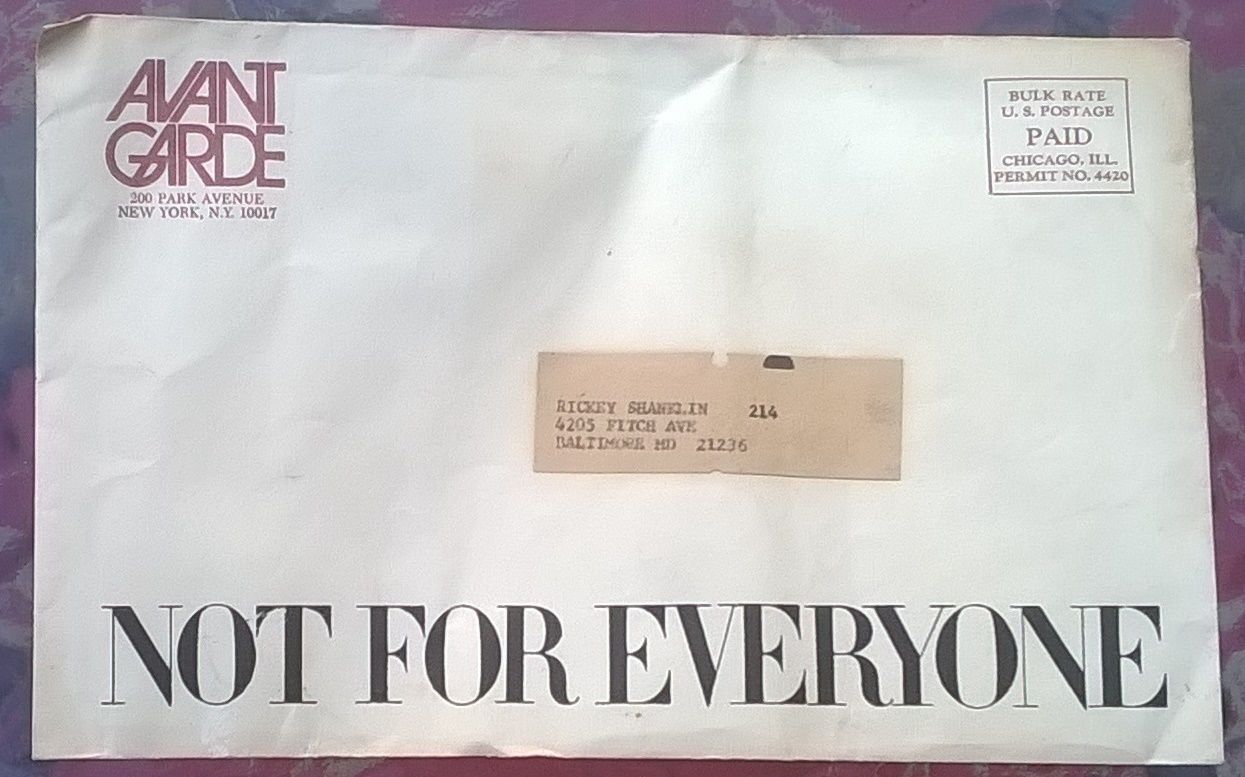 AVANT
GARDE
200 PARK AVENUE
NEW YORK, N.Y. 10017
BULK RATE
U. S. POSTAGE
PAID
CHICAGO, ILL.
PERMIT NO. 4420
RICKEY SHANKLIN 214
4205 FITCH AVE
BALTIMORE MD 21236
NOT FOR EVERYONE